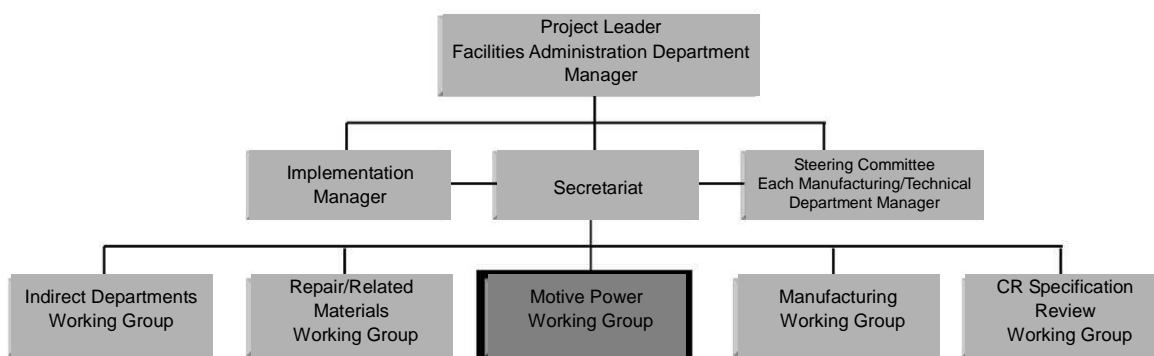 Project Leader
Facilities Administration Department
Manager
Implementation
Manager
Secretariat
Steering Committee
Each Manufacturing/Technical
Department Manager
Indirect Departments
Working Group
Repair/Related
Materials
Working Group
Motive Power
Working Group
Manufacturing
Working Group
CR Specification
Review
Working Group